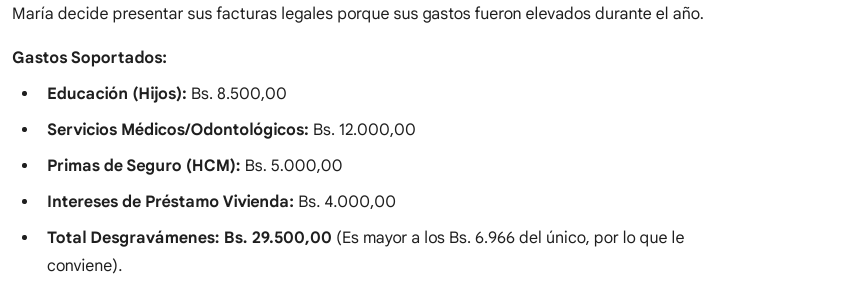 María decide presentar sus facturas legales porque sus gastos fueron elevados durante el año.
Gastos Soportados:
• Educación (Hijos): Bs. 8.500,00
• Servicios Médicos/Odontológicos: Bs. 12.000,00
• Primas de Seguro (HCM): Bs. 5.000,00
• Intereses de Préstamo Vivienda: Bs. 4.000,00
• Total Desgravámenes: Bs. 29.500,00 (Es mayor a los Bs. 6.966 del único, por lo que le
conviene).